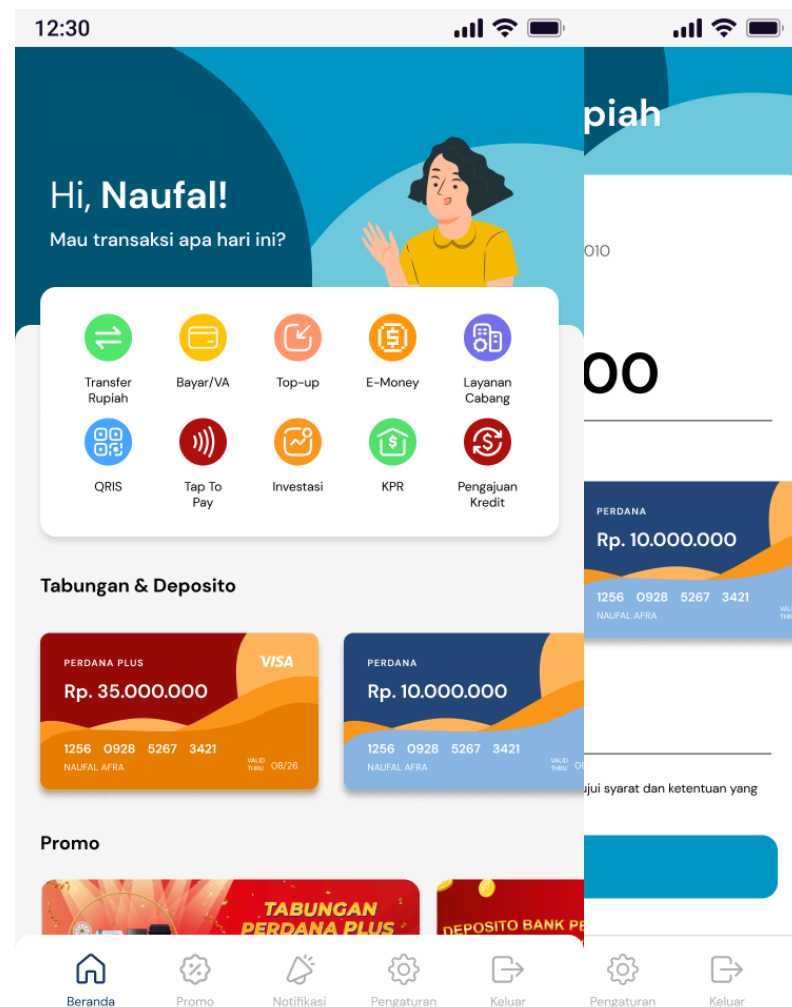 12:30
Hi, Naufal!
Mau transaksi apa hari ini?
Transfer
Rupiah
Bayar/VA
Top-up
E-Money
Layanan
Cabang
QRIS
Tap To
Pay
Investasi
KPR
Pengajuan
Kredit
Tabungan & Deposito
PERDANA PLUS
VISA
Rp. 35.000.000
1256 0928 5267 3421
NAUFAL AFRA
VALID
THRU 08/26
PERDANA
Rp. 10.000.000
1256 0928 5267 3421
NAUFAL AFRA
VALID
THRU
Promo
TABUNGAN
PERDANA PLUS
DEPOSITO BANK PE
Beranda
Promo
Notifikasi
Pengaturan
Keluar
piah
010
00
PERDANA
Rp. 10.000.000
1256 0928 5267 3421
NAUFAL AFRA
ujui syarat dan ketentuan yang
Pengaturan
Keluar